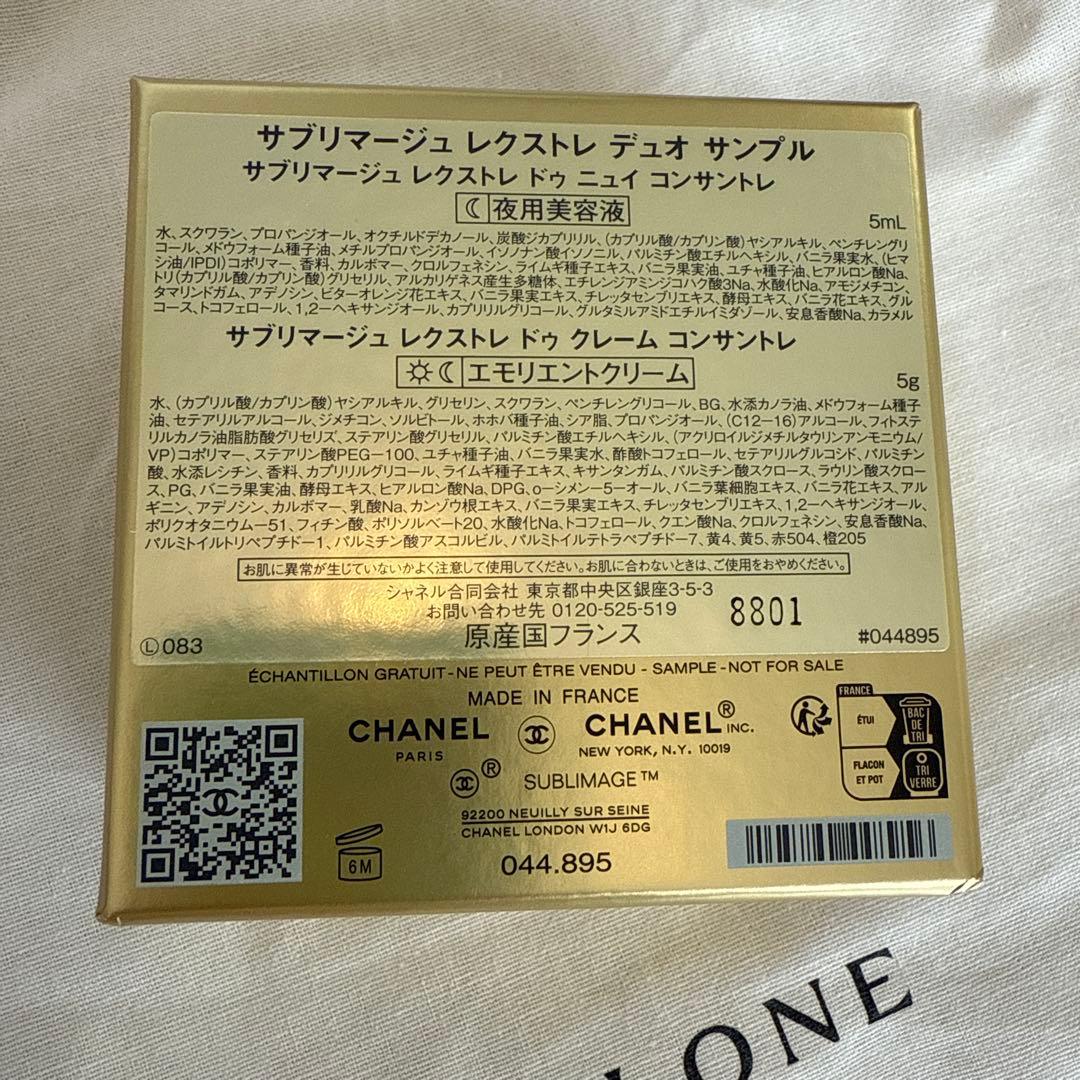 サブリマージュ レクストレ デュオ サンプル
サブリマージュ レクストレ ドゥ ニュイ コンサントレ
夜用美容液
5mL
水、スクワラン、プロパンジオール、オクチルドデカノール、炭酸ジカプリリル、(カプリル酸/カプリン酸)ヤシアルキル、ペンチレングリ
コール、メドウフォーム種子油、メチルプロパンジオール、イソノナン酸イソノニル、パルミチン酸エチルヘキシル、バニラ果実水、(ヒマ
シ油/IPDI)コポリマー、香料、カルボマー、クロルフェネシン、ライムギ種子エキス、バニラ果実油、ユチャ種子油、ヒアルロン酸Na、
トリ(カプリル酸/カプリン酸)グリセリル、アルカリゲネス産生多糖体、エチレンジアミンジコハク酸3Na、水酸化Na、アモジメチコン、
タマリンドガム、アデノシン、ビターオレンジ花エキス、バニラ果実エキス、チレッタセンブリエキス、酵母エキス、バニラ花エキス、グル
コース、トコフェロール、1,2-ヘキサンジオール、カプリルグリコール、グルタミルアミドエチルイミダゾール、安息香酸Na、カラメル
サブリマージュ レクストレ ドゥ クレーム コンサントレ
エモリエントクリーム
5g
水、(カプリル酸/カプリン酸)ヤシアルキル、グリセリン、スクワラン、ペンチレングリコール、BG、水添カノラ油、メドウフォーム種子
油、セテアリルアルコール、ジメチコン、ソルビトール、ホホバ種子油、シア脂、プロパンジオール、(C12-16)アルコール、フィトステ
リルカノラ油脂肪酸グリセリズ、ステアリン酸グリセリル、パルミチン酸エチルヘキシル、(アクリロイルジメチルタウリンアンモニウム/
VP)コポリマー、ステアリン酸PEG-100、ユチャ種子油、バニラ果実水、酢酸トコフェロール、セテアリルグルコシド、パルミチン
酸、水添レシチン、香料、カプリリルグリコール、ライムギ種子エキス、キサンタンガム、パルミチン酸スクロース、ラウリン酸スクロー
ス、PG、バニラ果実油、酵母エキス、ヒアルロン酸Na、DPG、o-シメン-5-オール、バニラ葉細胞エキス、バニラ花エキス、アル
ギニン、アデノシン、カルボマー、乳酸Na、カンゾウ根エキス、バニラ果実エキス、チレッタセンブリエキス、1,2-ヘキサンジオール、
ポリクオタニウム-51、フィチン酸、ポリソルベート20、水酸化Na、トコフェロール、クエン酸Na、クロルフェネシン、安息香酸Na、
パルミトイルトリペプチド-1、パルミチン酸アスコルビル、パルミトイルテトラペプチド-7、黄4、黄5、赤504、橙205
お肌に異常が生じていないかよく注意して使用してください。お肌に合わないときは、ご使用をおやめください。
シャネル合同会社 東京都中央区銀座3-5-3
お問い合わせ先 0120-525-519
8801
原産国フランス
Ⓛ083
#044895
ÉCHANTILLON GRATUIT-NE PEUT ÊTRE VENDU - SAMPLE-NOT FOR SALE
MADE IN FRANCE
CHANEL
PARIS
CHANEL® INC.
NEW YORK, N.Y. 10019
®
SUBLIMAGE™
92200 NEUILLY SUR SEINE
CHANEL LONDON W1J 6DG
6M
044.895
FRANCE
ÉTUI
BAC
DE
TRI
FLACON
ET POT
TRI
VERRE
LONE